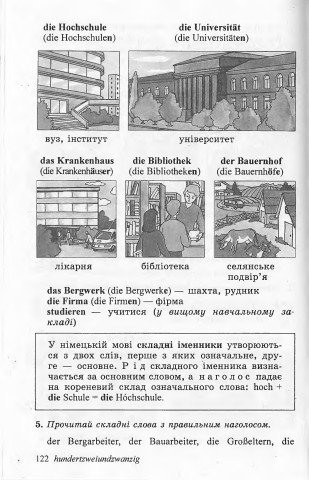 die Hochschule
(die Hochschulen)
die Universität
(die Universitäten)
вуз, інститут
університет
das Krankenhaus
(die Krankenhäuser)
die Bibliothek
(die Bibliotheken)
der Bauernhof
(die Bauernhöfe)
лікарня
бібліотека
селянське
подвір'я
das Bergwerk (die Bergwerke) — шахта, рудник
die Firma (die Firmen) — фірма
studieren — учитися (у вищому навчальному за-
кладі)
У німецькій мові складні іменники утворюють-
ся з двох слів, перше з яких означальне, дру-
ге — основне. Рід складного іменника визна-
чається за основним словом, а наголос падає
на кореневий склад означального слова: hoch +
die Schule = die Hóchschule.
5. Прочитай складні слова з правильним наголосом.
der Bergarbeiter, der Bauarbeiter, die Großeltern, die
122 hundertzweiundzwanzig